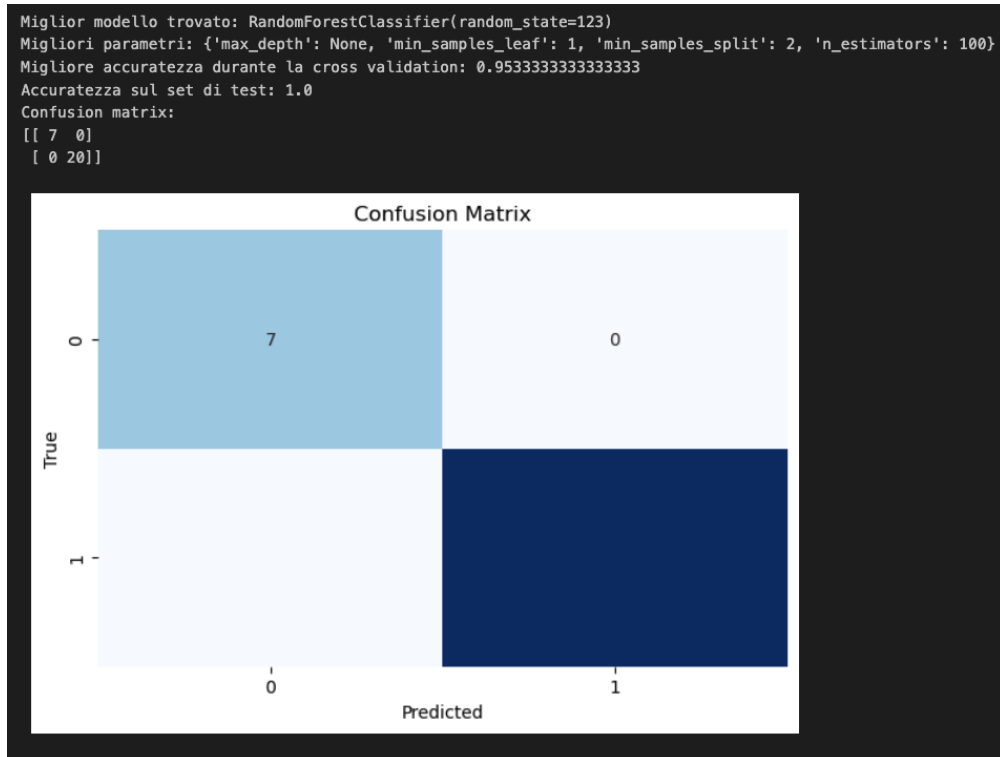 Miglior modello trovato: RandomForestClassifier(random_state=123)
Migliori parametri: {'max_depth': None, 'min_samples_leaf': 1, 'min_samples_split': 2, 'n_estimators': 100}
Migliore accuratezza durante la cross validation: 0.9533333333333333
Accuratezza sul set di test: 1.0
Confusion matrix:
[[ 7  0]
 [ 0 20]]
Confusion Matrix
0
7
0
True
1
0
1
Predicted